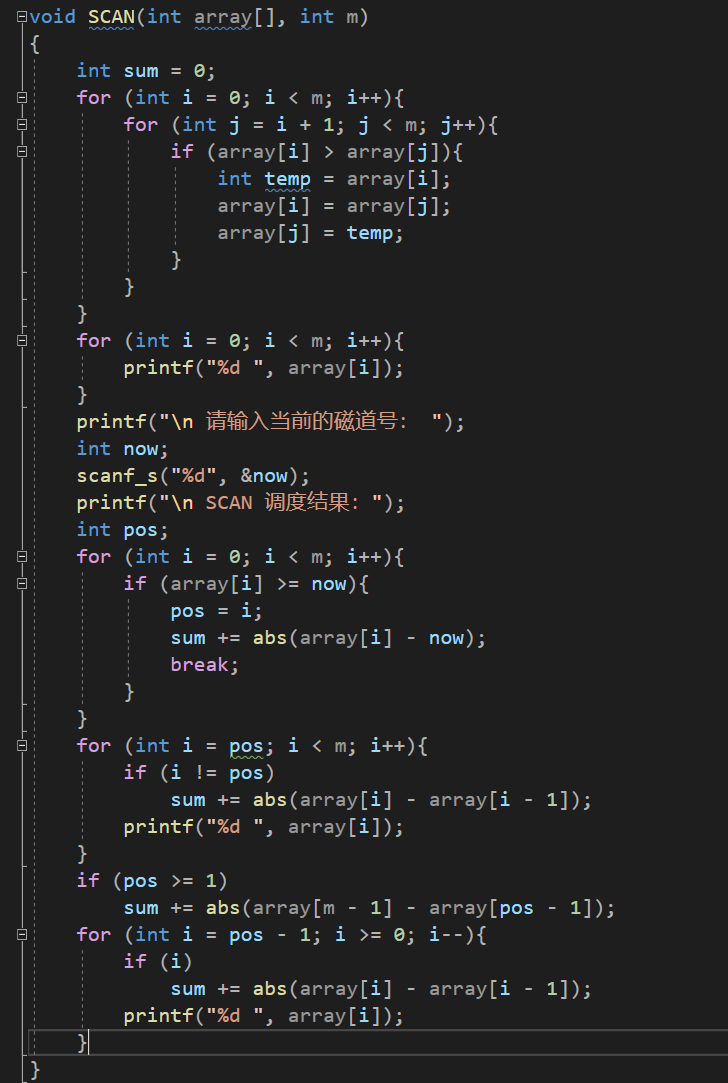 void SCAN(int array[], int m)
{
    int sum = 0;
    for (int i = 0; i < m; i++){
        for (int j = i + 1; j < m; j++){
            if (array[i] > array[j]){
                int temp = array[i];
                array[i] = array[j];
                array[j] = temp;
            }
        }
    }
    for (int i = 0; i < m; i++){
        printf("%d ", array[i]);
    }
    printf("\n 请输入当前的磁道号： ");
    int now;
    scanf_s("%d", &now);
    printf("\n SCAN 调度结果：");
    int pos;
    for (int i = 0; i < m; i++){
        if (array[i] >= now){
            pos = i;
            sum += abs(array[i] - now);
            break;
        }
    }
    for (int i = pos; i < m; i++){
        if (i != pos)
            sum += abs(array[i] - array[i - 1]);
        printf("%d ", array[i]);
    }
    if (pos >= 1)
        sum += abs(array[m - 1] - array[pos - 1]);
    for (int i = pos - 1; i >= 0; i--){
        if (i)
            sum += abs(array[i] - array[i - 1]);
        printf("%d ", array[i]);
    }
}